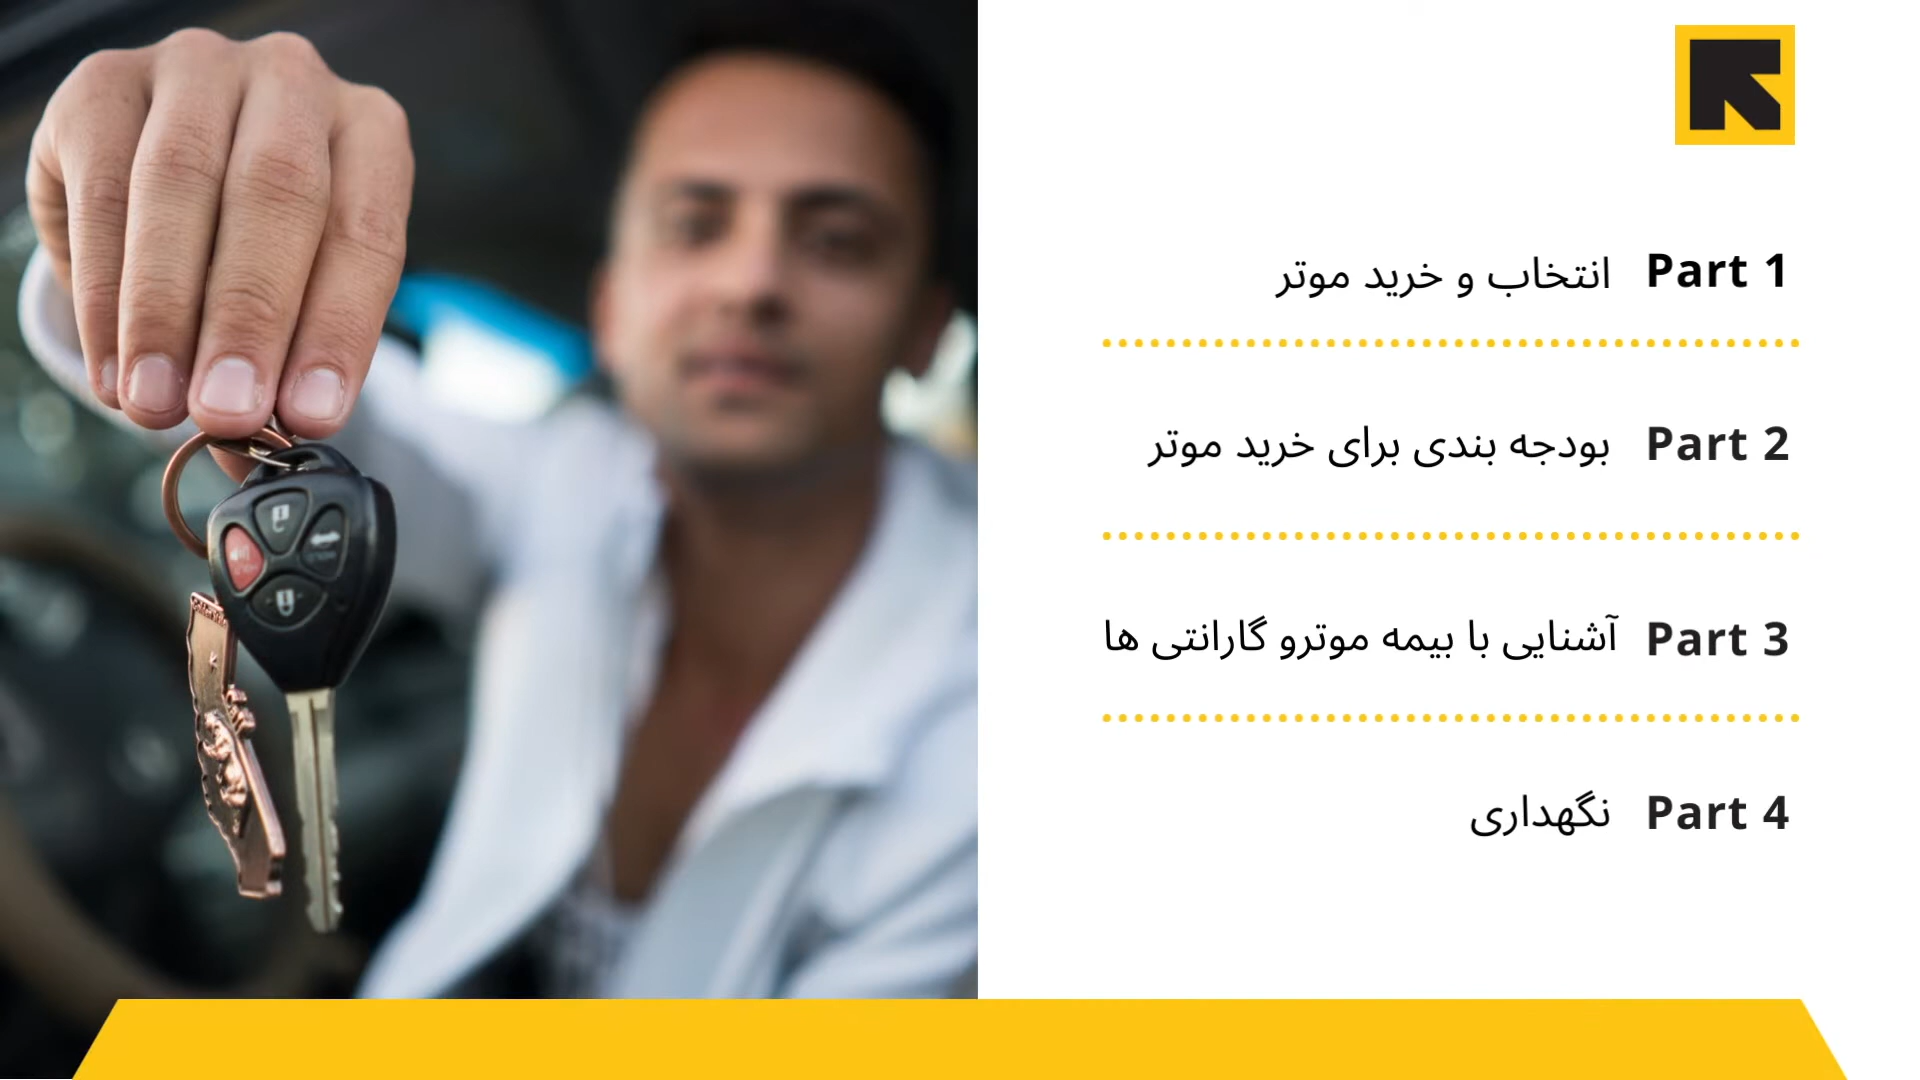 Part 1 انتخاب و خرید موتر
Part 2 بودجه بندی برای خرید موتر
Part 3 آشنایی با بیمه موترو گارانتی ها
Part 4 نگهداری